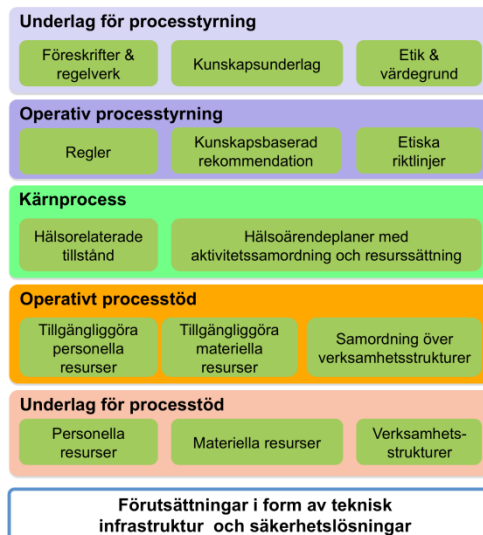 Underlag för processtyrning
Föreskrifter &
regelverk
Kunskapsunderlag
Etik &
värdegrund
Operativ processtyrning
Regler
Kunskapsbaserad
rekommendation
Etiska
riktlinjer
Kärnprocess
Hälsorelaterade
tillstånd
Hälsoärendeplaner med
aktivitetssamordning och resurssättning
Operativt processtöd
Tillgängliggöra
personella
resurser
Tillgängliggöra
materiella
resurser
Samordning över
verksamhetsstrukturer
Underlag för processtöd
Personella
resurser
Materiella resurser
Verksamhets-
strukturer
Förutsättningar i form av teknisk
infrastruktur och säkerhetslösningar